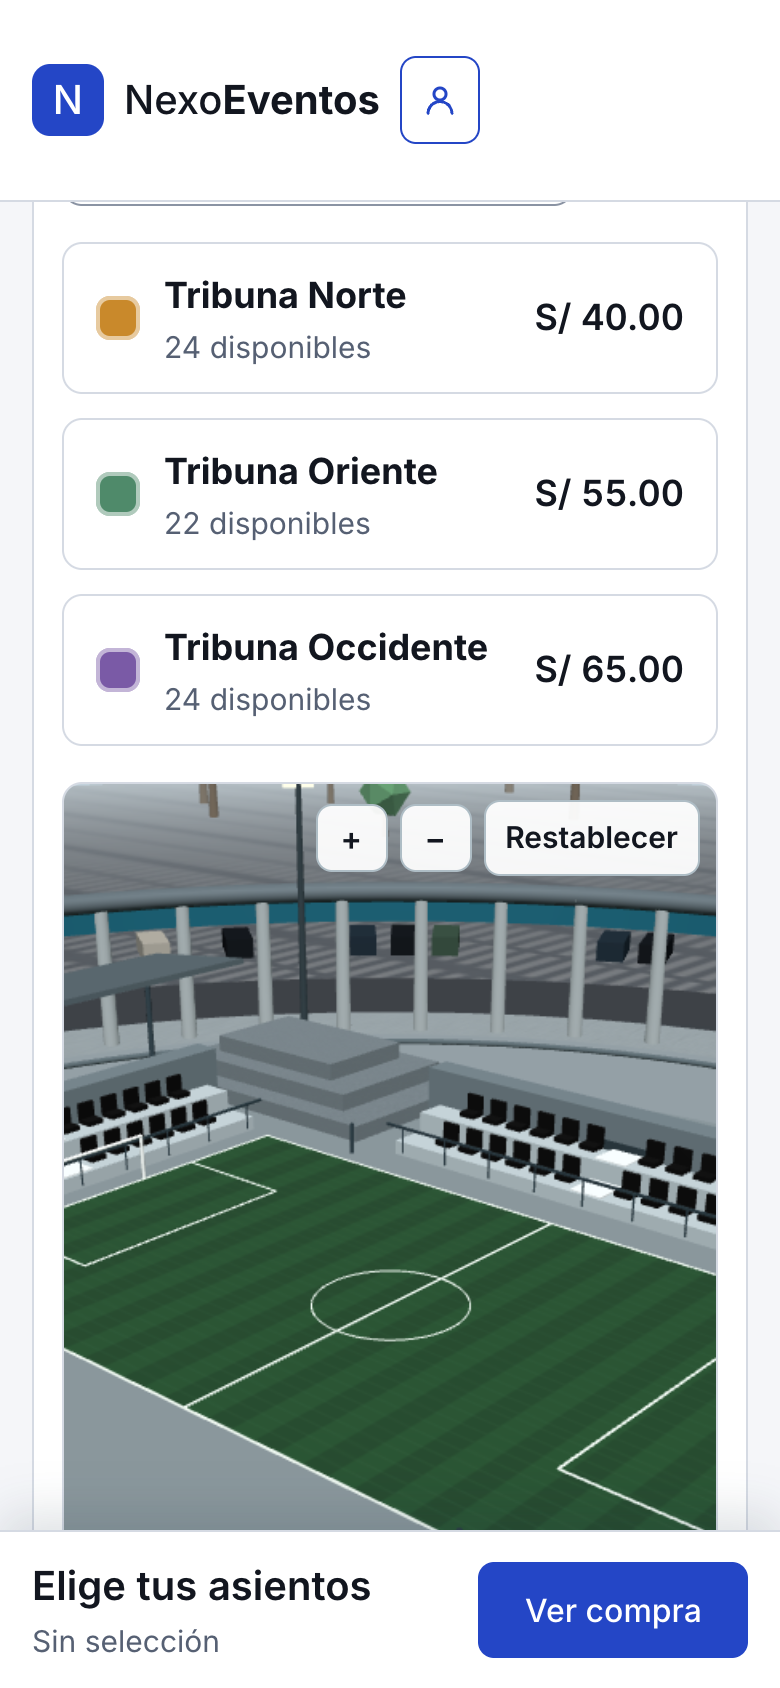 N NexoEventos
Tribuna Norte
24 disponibles
S/ 40.00
Tribuna Oriente
22 disponibles
S/ 55.00
Tribuna Occidente
24 disponibles
S/ 65.00
+ − Restablecer
Elige tus asientos
Sin selección
Ver compra